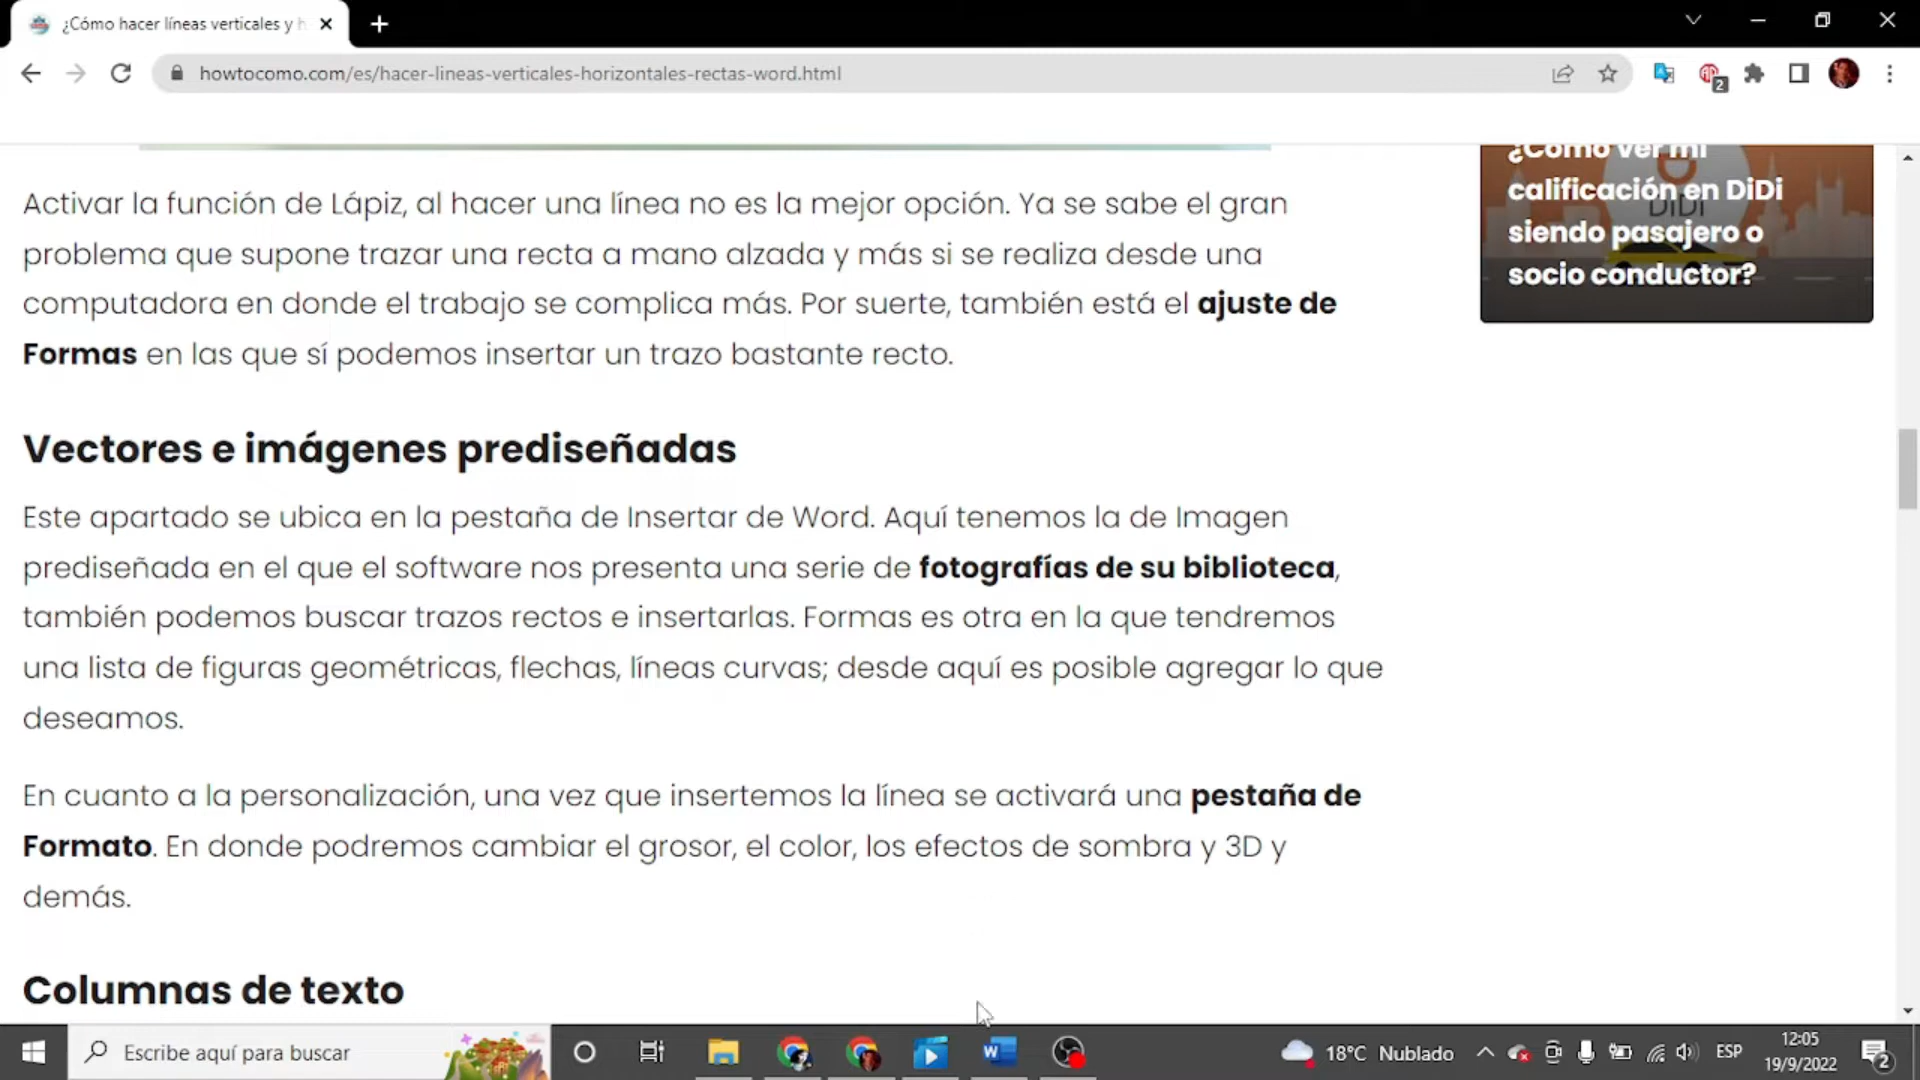 ¿Cómo hacer líneas verticales y h
howtocomo.com/es/hacer-lineas-verticales-horizontales-rectas-word.html
2
¿Cómo ver mi
calificación en DiDi
siendo pasajero o
socio conductor?
DiDi
Activar la función de Lápiz, al hacer una línea no es la mejor opción. Ya se sabe el gran
problema que supone trazar una recta a mano alzada y más si se realiza desde una
computadora en donde el trabajo se complica más. Por suerte, también está el ajuste de
Formas en las que sí podemos insertar un trazo bastante recto.
Vectores e imágenes prediseñadas
Este apartado se ubica en la pestaña de Insertar de Word. Aquí tenemos la de Imagen
prediseñada en el que el software nos presenta una serie de fotografías de su biblioteca,
también podemos buscar trazos rectos e insertarlas. Formas es otra en la que tendremos
una lista de figuras geométricas, flechas, líneas curvas; desde aquí es posible agregar lo que
deseamos.
En cuanto a la personalización, una vez que insertemos la línea se activará una pestaña de
Formato. En donde podremos cambiar el grosor, el color, los efectos de sombra y 3D y
demás.
Columnas de texto
Escribe aquí para buscar
W
18°C Nublado
ESP
12:05
19/9/2022
2